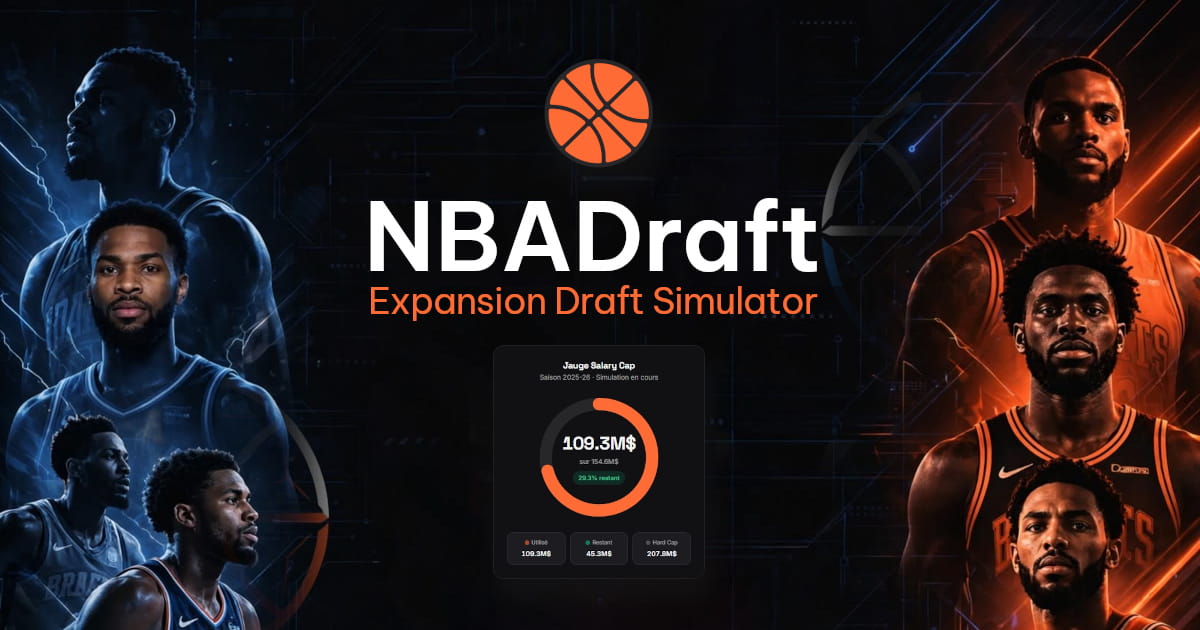 NBADraft
Expansion Draft Simulator
Jauge Salary Cap
Saison 2025-26 · Simulation en cours
109.3M$
sur 154.6M$
29.3% restant
Utilisé
109.3M$
Restant
45.3M$
Hard Cap
207.8M$